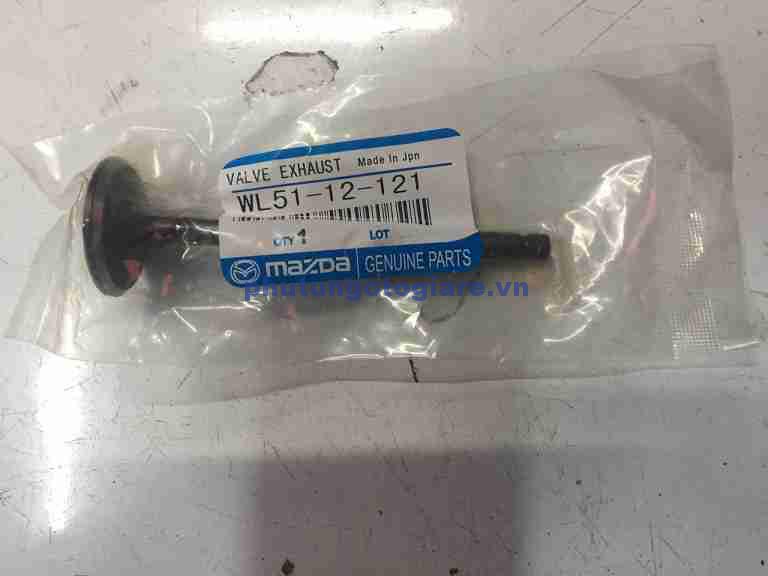 VALVE EXHAUST Made In Jpn
WL51-12-121
QTY 1 LOT
mazda GENUINE PARTS
phutungotogiare.vn